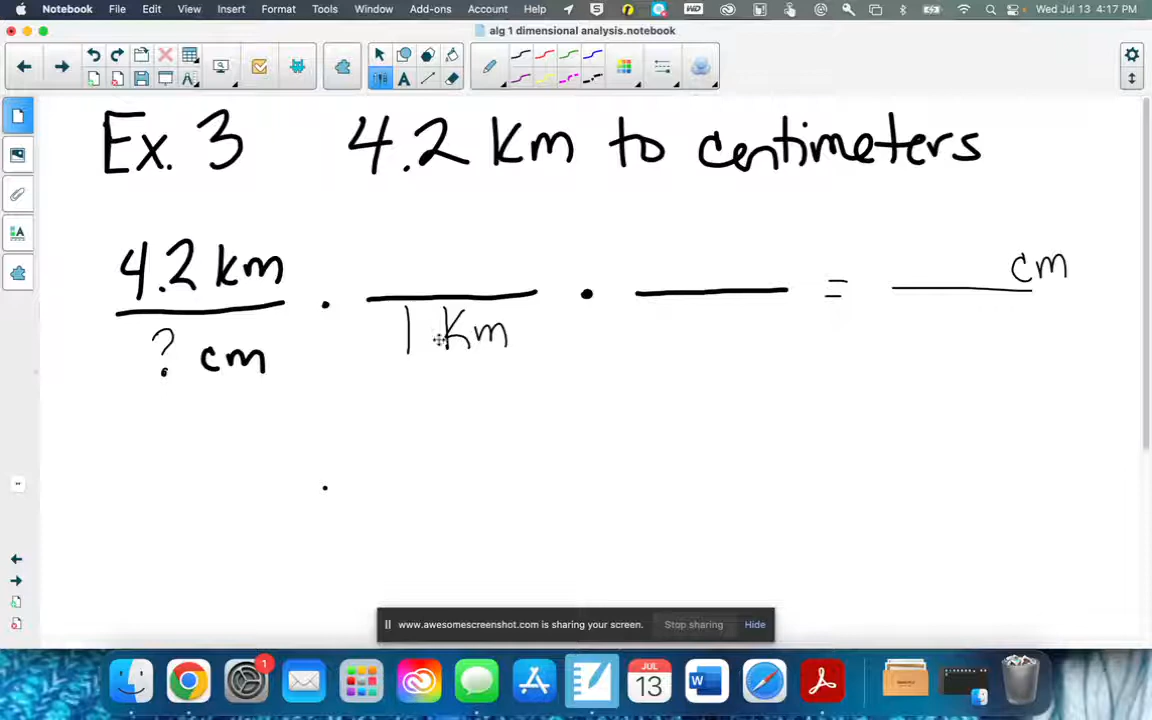 Notebook File Edit View Insert Format Tools Window Add-ons Account Help Wed Jul 13 4:17 PM
alg 1 dimensional analysis.notebook
Ex. 3 4.2 km to centimeters
4.2 km
? cm
.
1 km
.
=
cm
.
www.awesomescreenshot.com is sharing your screen. Stop sharing Hide
1
JUL
13